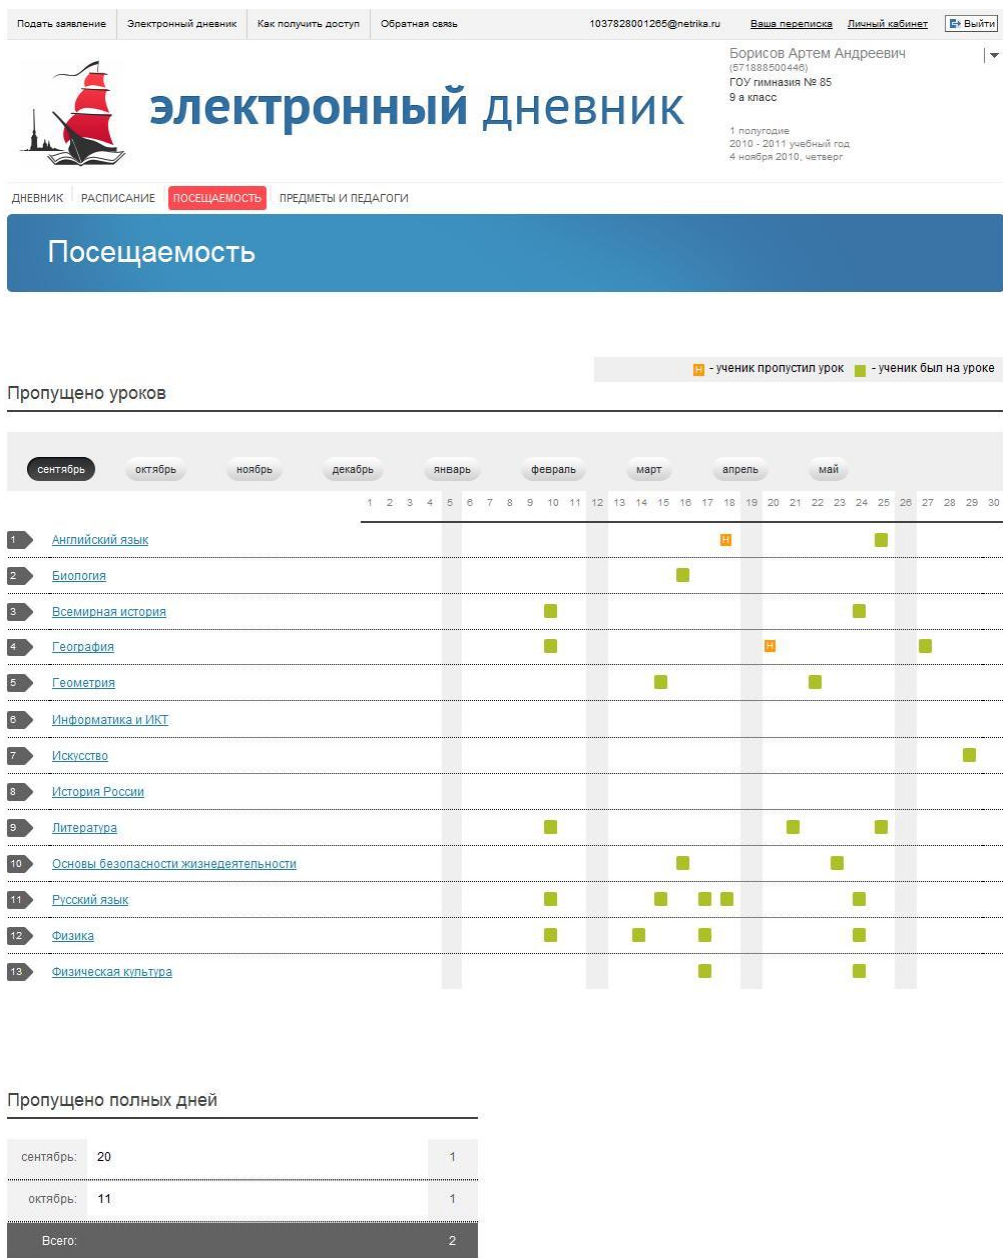 Подать заявление Электронный дневник Как получить доступ Обратная связь 1037828001265@netrika.ru Ваша переписка Личный кабинет Выйти
Борисов Артем Андреевич
(571888500446)
ГОУ гимназия № 85
9 а класс
электронный дневник
1 полугодие
2010 - 2011 учебный год
4 ноября 2010, четверг
ДНЕВНИК РАСПИСАНИЕ ПОСЕЩАЕМОСТЬ ПРЕДМЕТЫ И ПЕДАГОГИ
Посещаемость
Н - ученик пропустил урок - ученик был на уроке
Пропущено уроков
сентябрь октябрь ноябрь декабрь январь февраль март апрель май
1 2 3 4 5 6 7 8 9 10 11 12 13 14 15 16 17 18 19 20 21 22 23 24 25 26 27 28 29 30
1 Английский язык Н
2 Биология
3 Всемирная история
4 География Н
5 Геометрия
6 Информатика и ИКТ
7 Искусство
8 История России
9 Литература
10 Основы безопасности жизнедеятельности
11 Русский язык
12 Физика
13 Физическая культура
Пропущено полных дней
сентябрь: 20 1
октябрь: 11 1
Всего: 2